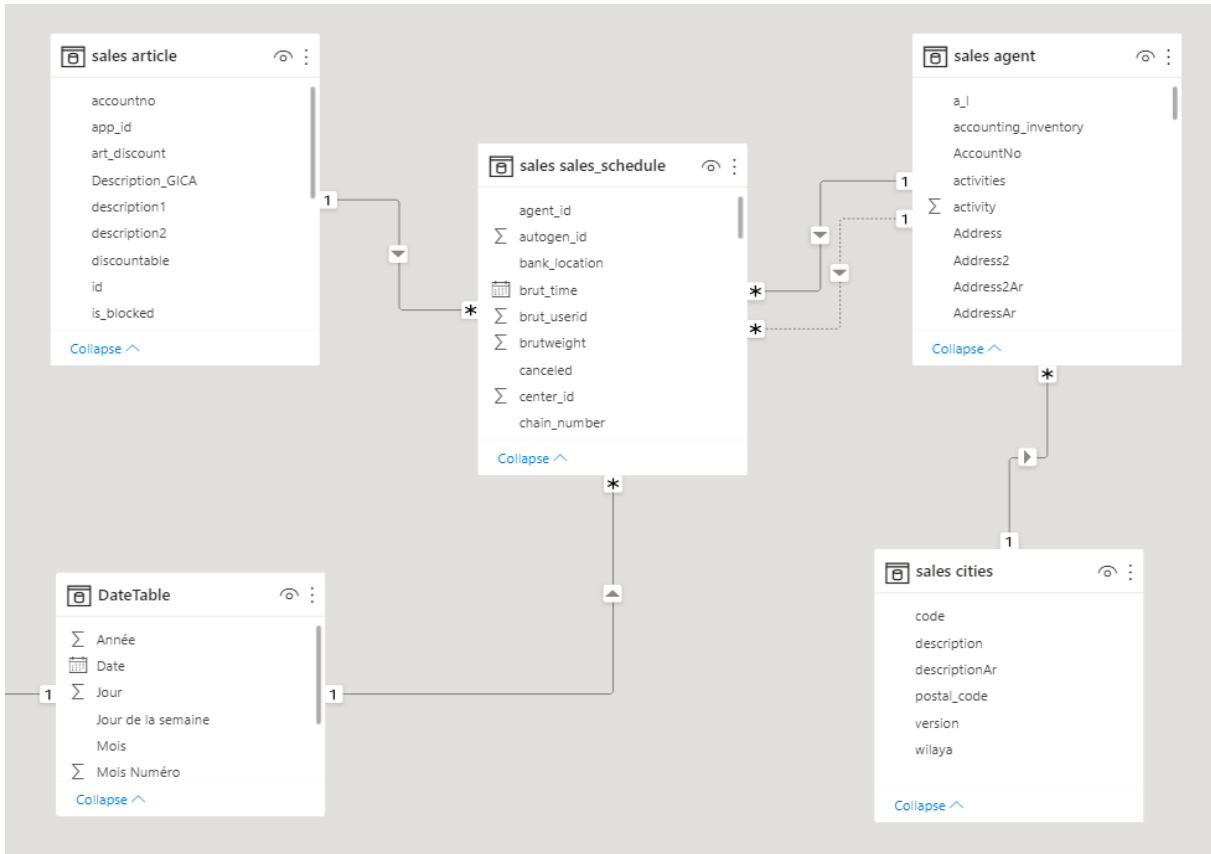 sales article
accountno
app_id
art_discount
Description_GICA
description1
description2
discountable
id
is_blocked
Collapse
sales sales_schedule
agent_id
autogen_id
bank_location
brut_time
brut_userid
brutweight
canceled
center_id
chain_number
Collapse
sales agent
a_l
accounting_inventory
AccountNo
activities
activity
Address
Address2
Address2Ar
AddressAr
Collapse
1
*
1
1
*
*
*
1
*
1
1
DateTable
Année
Date
Jour
Jour de la semaine
Mois
Mois Numéro
Collapse
sales cities
code
description
descriptionAr
postal_code
version
wilaya
Collapse